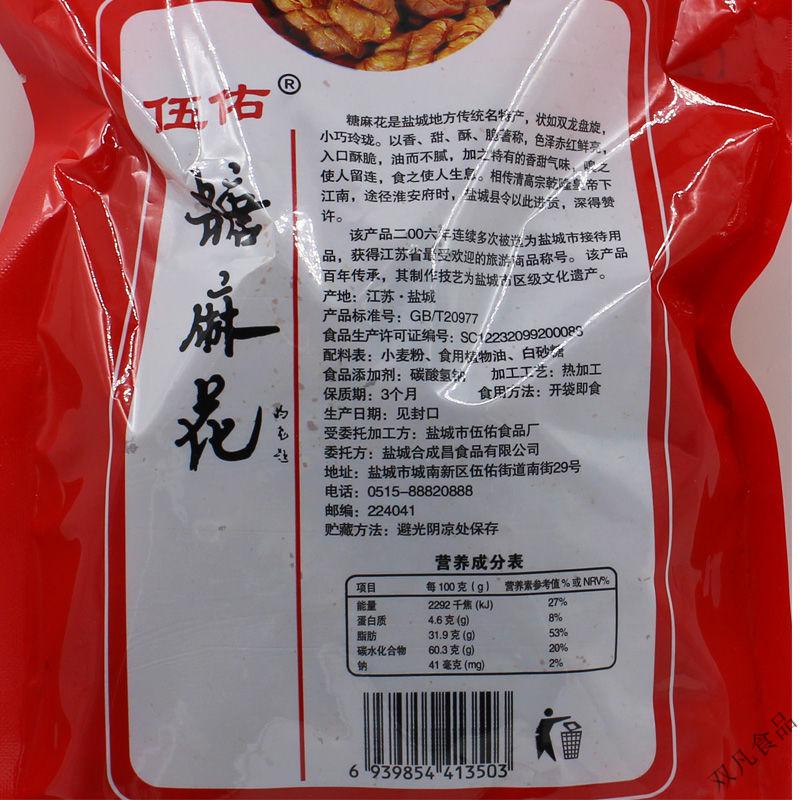 伍佑®
糖麻花
糖麻花是盐城地方传统名特产，状如双龙盘旋，
小巧玲珑。以香、甜、酥、脆著称，色泽赤红鲜亮，
入口酥脆，油而不腻，加之特有的香甜气味，嗅之
使人留连，食之使人生息。相传清高宗乾隆皇帝下
江南，途径淮安府时，盐城县令以此进贡，深得赞
许。
该产品二00六年连续多次被选为盐城市接待用
品，获得江苏省最受欢迎的旅游商品称号。该产品
百年传承，其制作技艺为盐城市区级文化遗产。
产地：江苏·盐城
产品标准号：GB/T20977
食品生产许可证编号：SC12232099200088
配料表：小麦粉、食用植物油、白砂糖
食品添加剂：碳酸氢钠 加工工艺：热加工
保质期：3个月 食用方法：开袋即食
生产日期：见封口
受委托加工方：盐城市伍佑食品厂
委托方：盐城合成昌食品有限公司
地址：盐城市城南新区伍佑街道南街29号
电话：0515-88820888
邮编：224041
贮藏方法：避光阴凉处保存
营养成分表
项目 每100克(g) 营养素参考值%或NRV%
能量 2292千焦(kJ) 27%
蛋白质 4.6克(g) 8%
脂肪 31.9克(g) 53%
碳水化合物 60.3克(g) 20%
钠 41毫克(mg) 2%
6 939854 413503
双凡食品